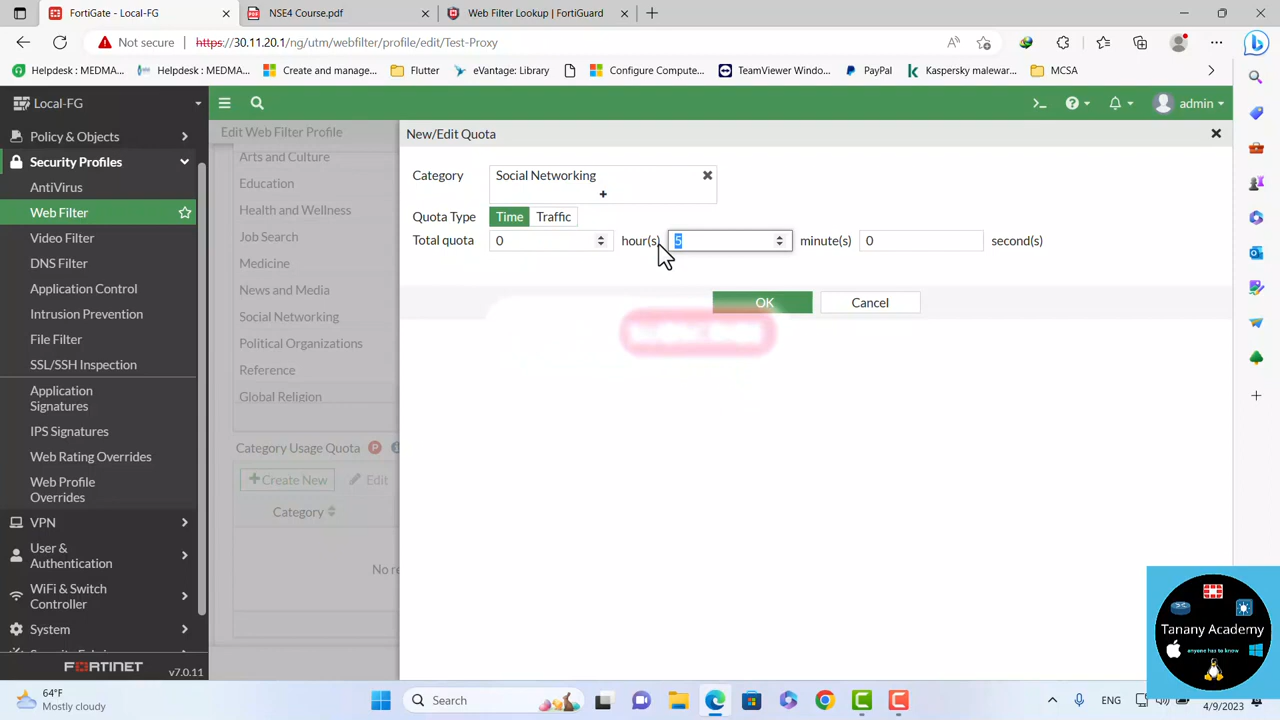 FortiGate - Local-FG
NSE4 Course.pdf
Web Filter Lookup | FortiGuard
Not secure
https://30.11.20.1/ng/utm/webfilter/profile/edit/Test-Proxy
Helpdesk : MEDMA...
Helpdesk : MEDMA...
Create and manage...
Flutter
eVantage: Library
Configure Compute...
TeamViewer Windo...
PayPal
Kaspersky malewar...
MCSA
Local-FG
admin
Policy & Objects
Security Profiles
AntiVirus
Web Filter
Video Filter
DNS Filter
Application Control
Intrusion Prevention
File Filter
SSL/SSH Inspection
Application
Signatures
IPS Signatures
Web Rating Overrides
Web Profile
Overrides
VPN
User &
Authentication
WiFi & Switch
Controller
System
FORTINET
v7.0.11
Edit Web Filter Profile
Arts and Culture
Education
Health and Wellness
Job Search
Medicine
News and Media
Social Networking
Political Organizations
Reference
Global Religion
Category Usage Quota
Create New
Edit
Category
No re
New/Edit Quota
Category
Social Networking
Quota Type
Time
Traffic
Total quota
0
hour(s)
5
minute(s)
0
second(s)
OK
Cancel
Tanany Academy
anyone has to know
64°F
Mostly cloudy
Search
ENG
4/9/2023